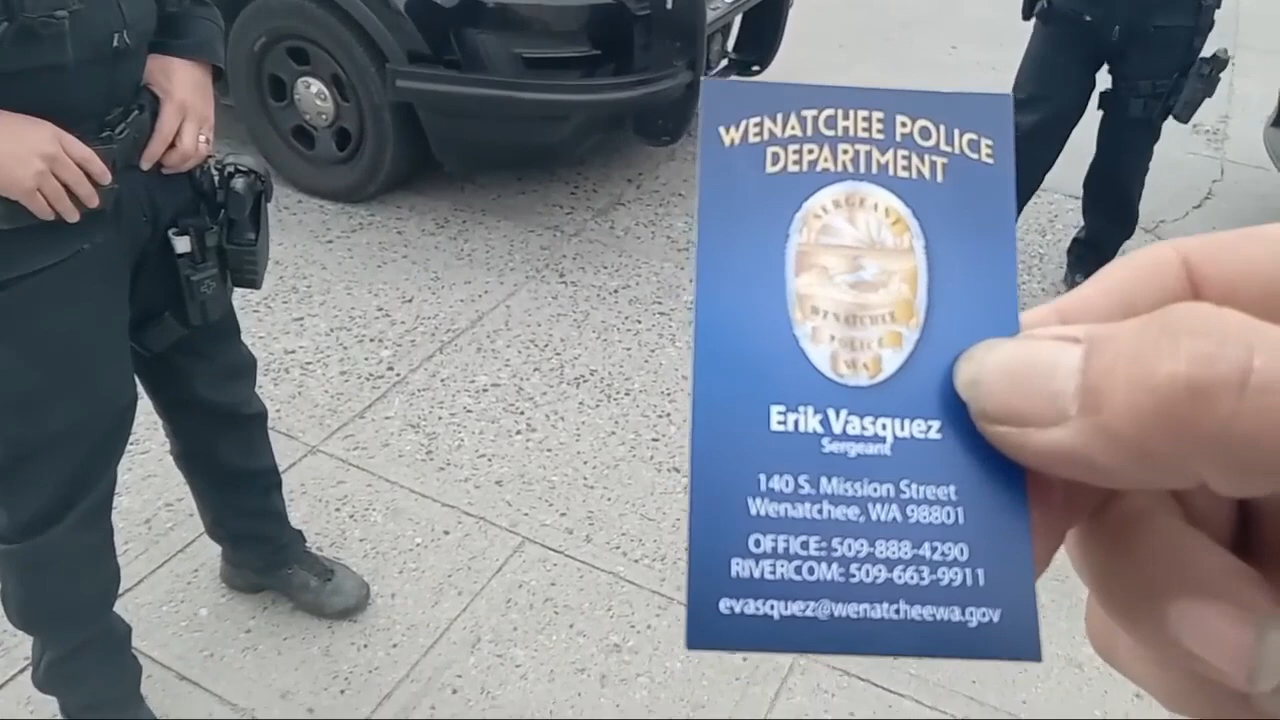 WENATCHEE POLICE
DEPARTMENT
SERGEANT
WENATCHEE
POLICE
WA
Erik Vasquez
Sergeant
140 S. Mission Street
Wenatchee, WA 98801
OFFICE: 509-888-4290
RIVERCOM: 509-663-9911
evasquez@wenatcheewa.gov